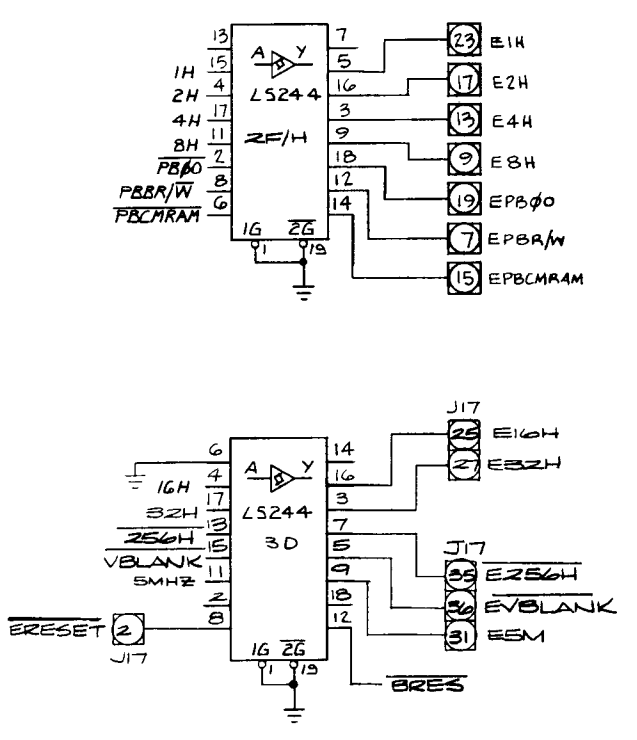 13 7
A Y
15 5 23 E1H
1H
4 LS244 16 17 E2H
2H
17 3 13 E4H
4H
11 2F/H 9 9 E8H
8H
2 18 19 EPBØ0
PBØ0
8 12 7 EPBR/W
PBBR/W
6 14 15 EPBCMRAM
PBCMRAM
1G 2G
1 19
J17
6 14 25 E16H
A Y
4 16 27 E32H
16H
17 LS244 3
32H
13 3D 7
256H
15 5 J17
VBLANK
11 9 35 E256H
5MHZ
2 18 36 EVBLANK
8 12 31 E5M
ERESET 2
J17
1G 2G
1 19
BRES